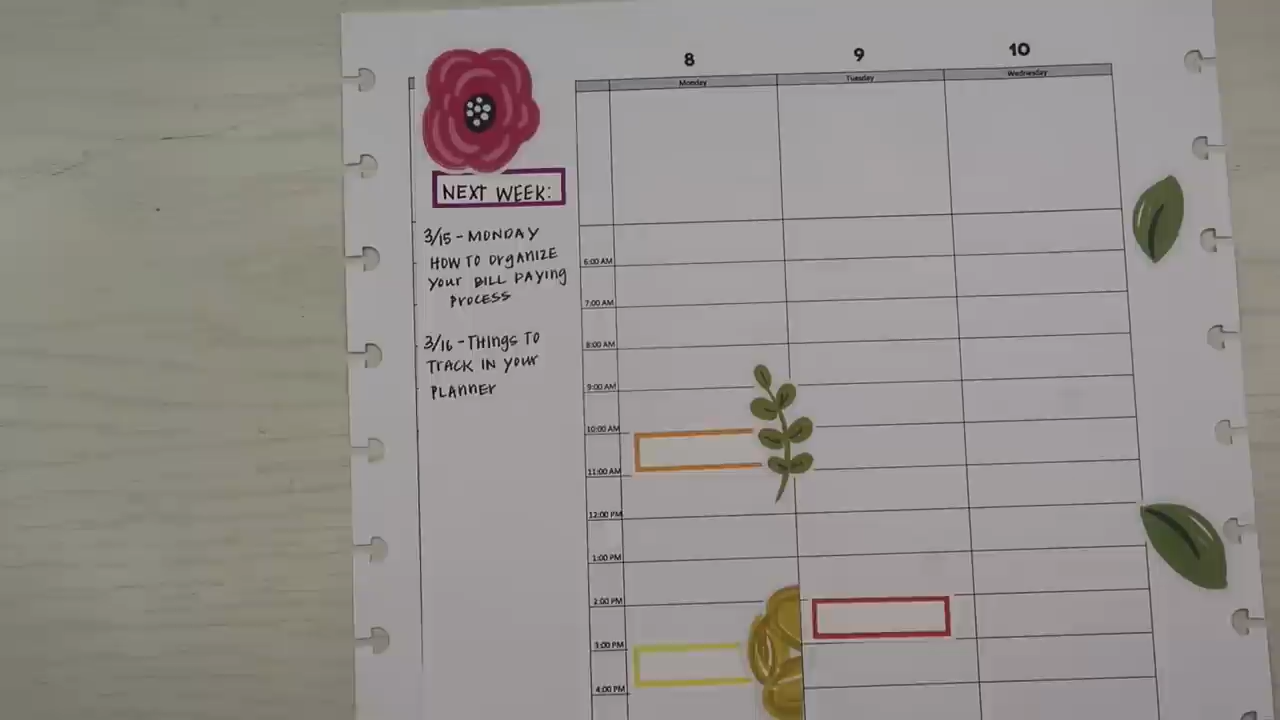 8 9 10
Monday Tuesday Wednesday
NEXT WEEK:
3/15 - MONDAY
HOW TO ORGANIZE
YOUR BILL PAYING
PROCESS
3/16 - THINGS TO
TRACK IN YOUR
PLANNER
6:00 AM
7:00 AM
8:00 AM
9:00 AM
10:00 AM
11:00 AM
12:00 PM
1:00 PM
2:00 PM
3:00 PM
4:00 PM